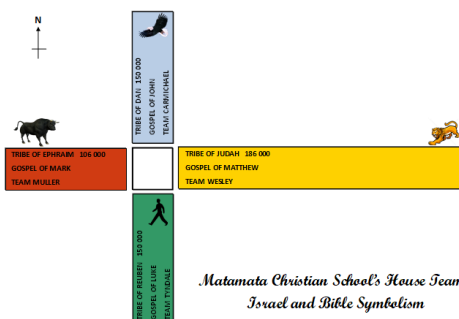 N
TRIBE OF DAN 150 000
GOSPEL OF JOHN
TEAM CARMICHAEL
TRIBE OF EPHRAIM 106 000
GOSPEL OF MARK
TEAM MULLER
TRIBE OF JUDAH 186 000
GOSPEL OF MATTHEW
TEAM WESLEY
TRIBE OF REUBEN 150 000
GOSPEL OF LUKE
TEAM TYNDALE
Matamata Christian School's House Team
Israel and Bible Symbolism